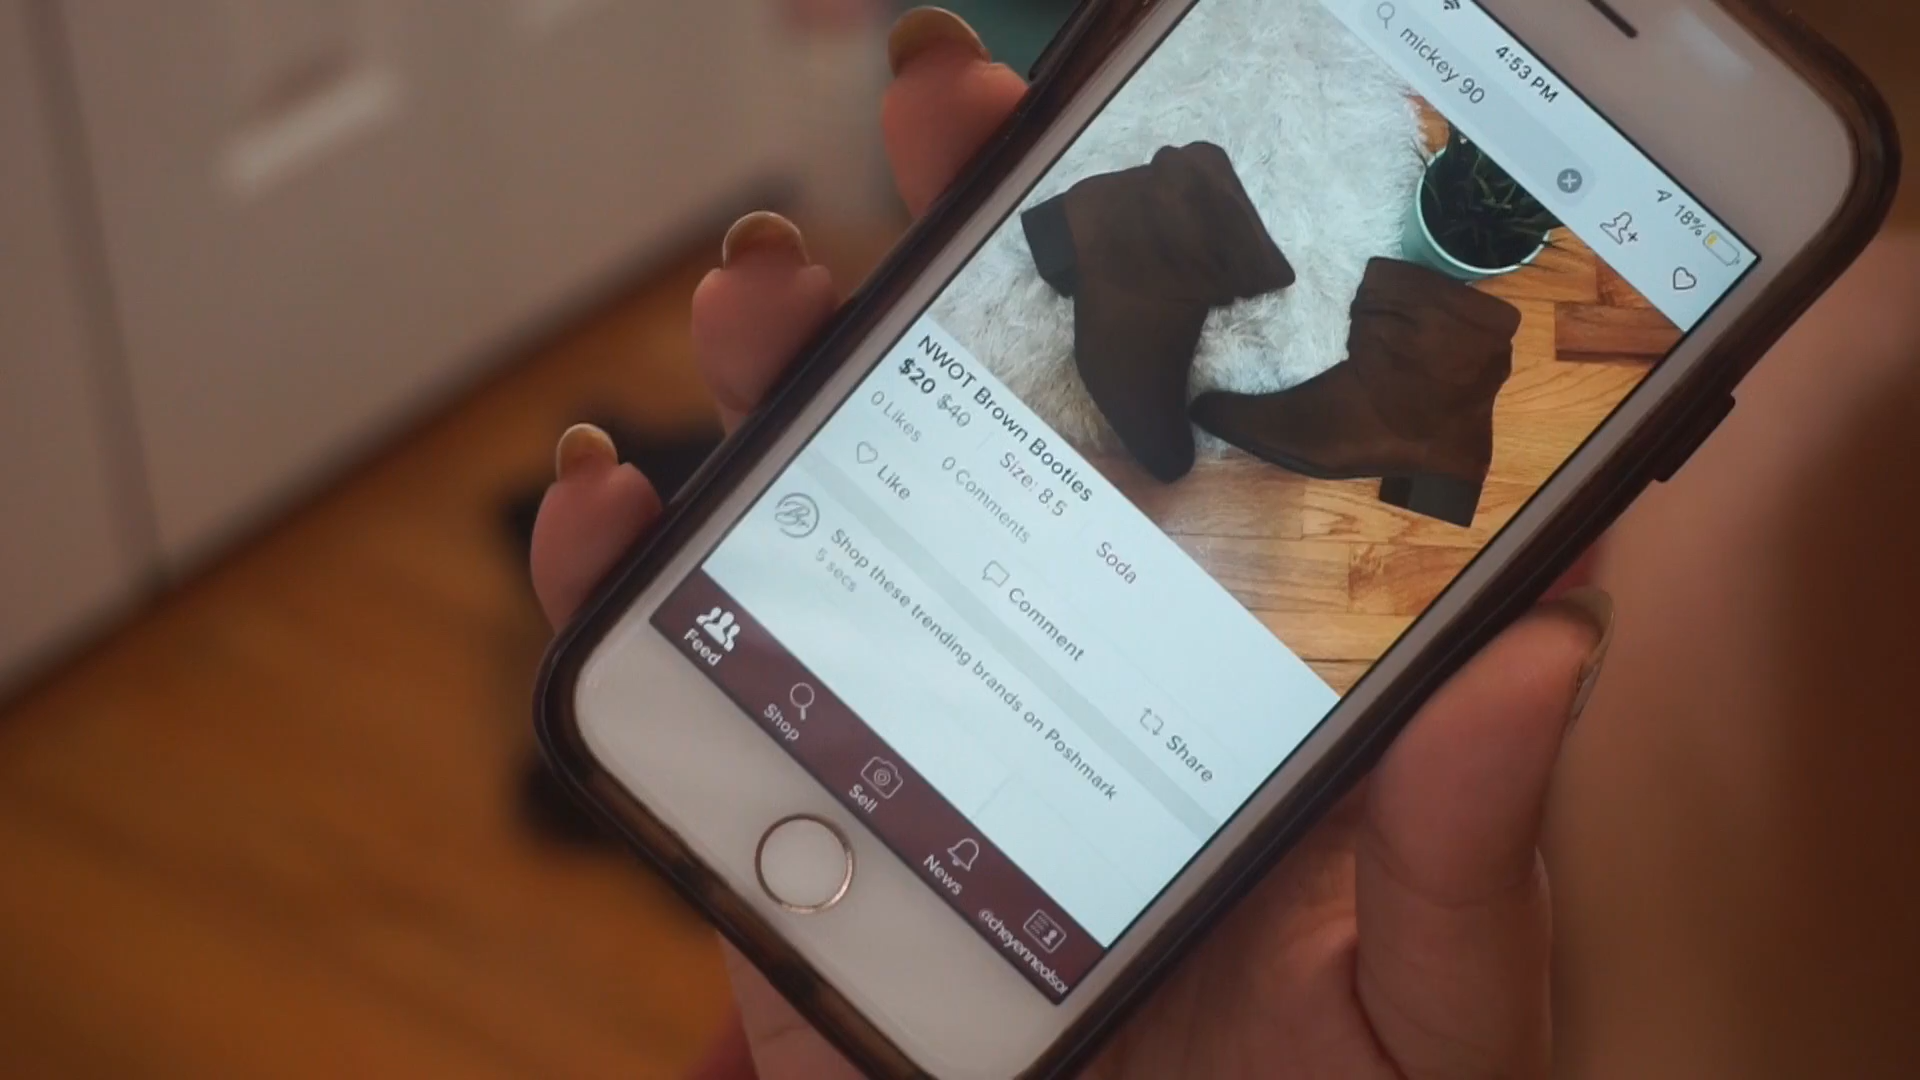 4:53 PM
18%
mickey 90
NWOT Brown Booties
$20 $40
Size: 8.5
Soda
0 Likes
0 Comments
Like
Comment
Share
Shop these trending brands on Poshmark
5 secs
Feed
Shop
Sell
News